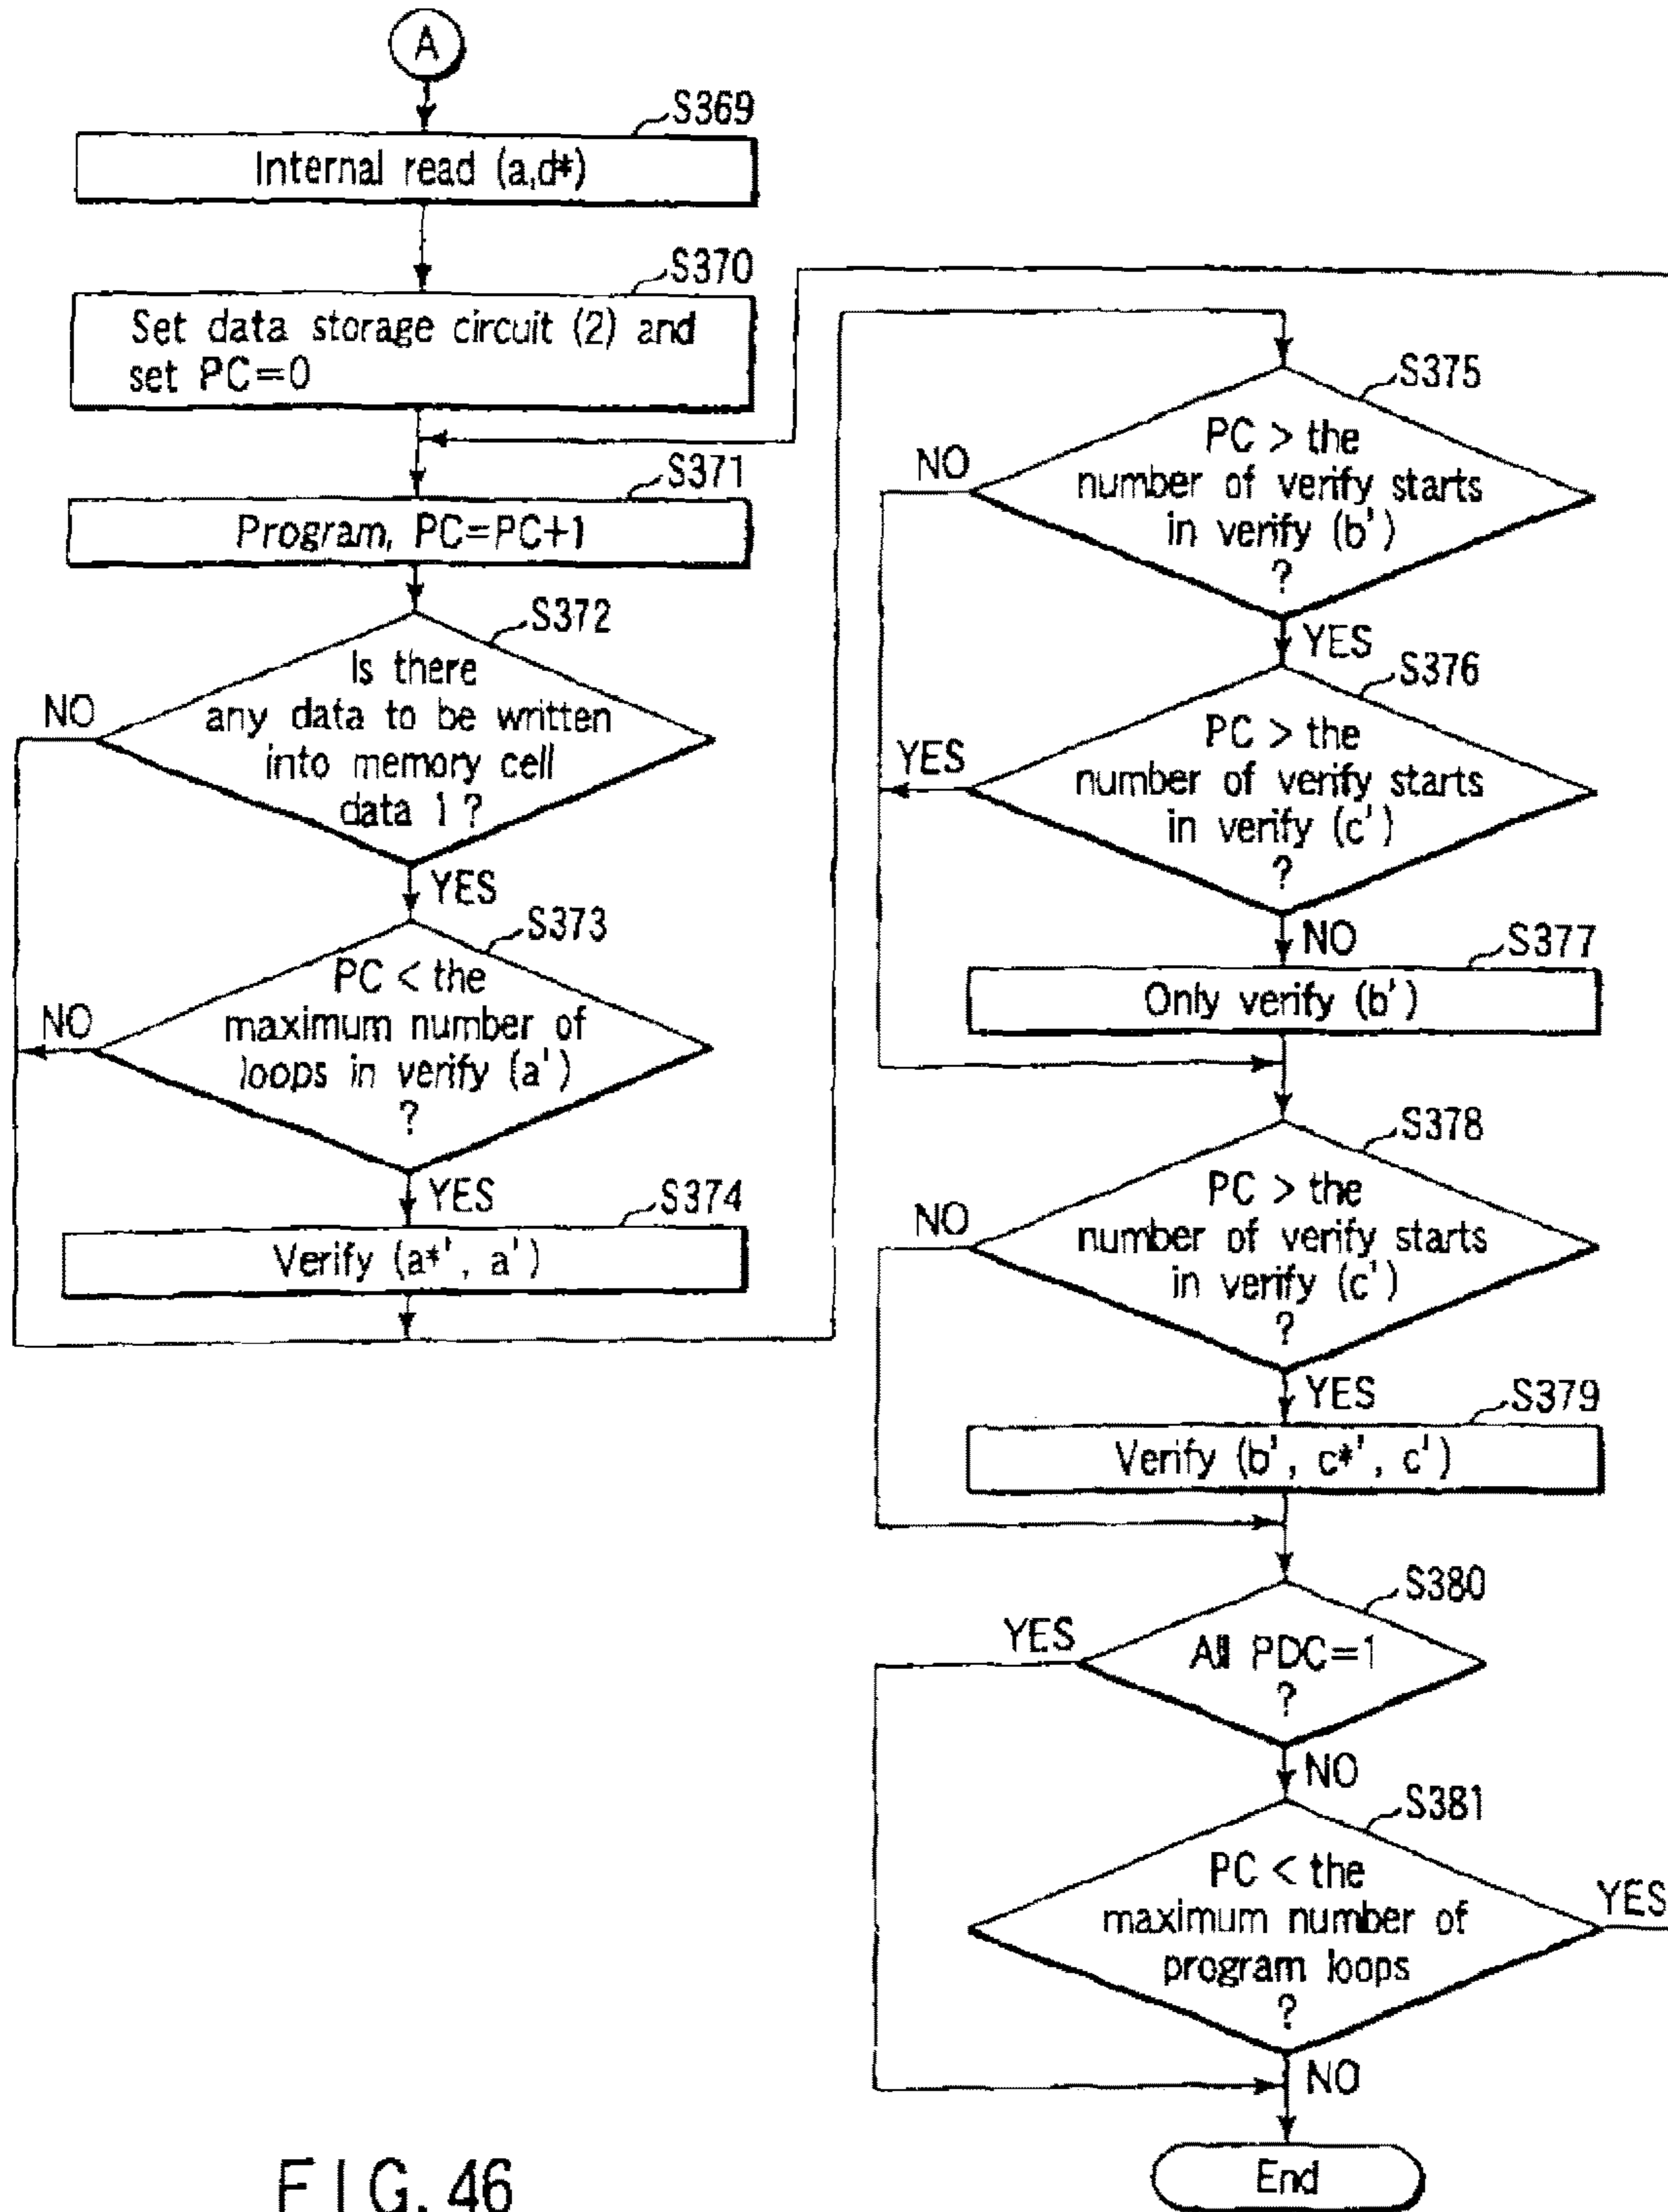 A
S369
Internal read (a,d*)
S370
Set data storage circuit (2) and
set PC=0
S371
Program, PC=PC+1
S372
Is there
any data to be written
into memory cell
data 1 ?
NO
YES
S373
PC < the
maximum number of
loops in verify (a')
?
NO
YES
S374
Verify (a*', a')
S375
PC > the
number of verify starts
in verify (b')
?
NO
YES
S376
PC > the
number of verify starts
in verify (c')
?
YES
NO
S377
Only verify (b')
S378
PC > the
number of verify starts
in verify (c')
?
NO
YES
S379
Verify (b', c*', c')
S380
All PDC=1
?
YES
NO
S381
PC < the
maximum number of
program loops
?
YES
NO
End
FIG. 46